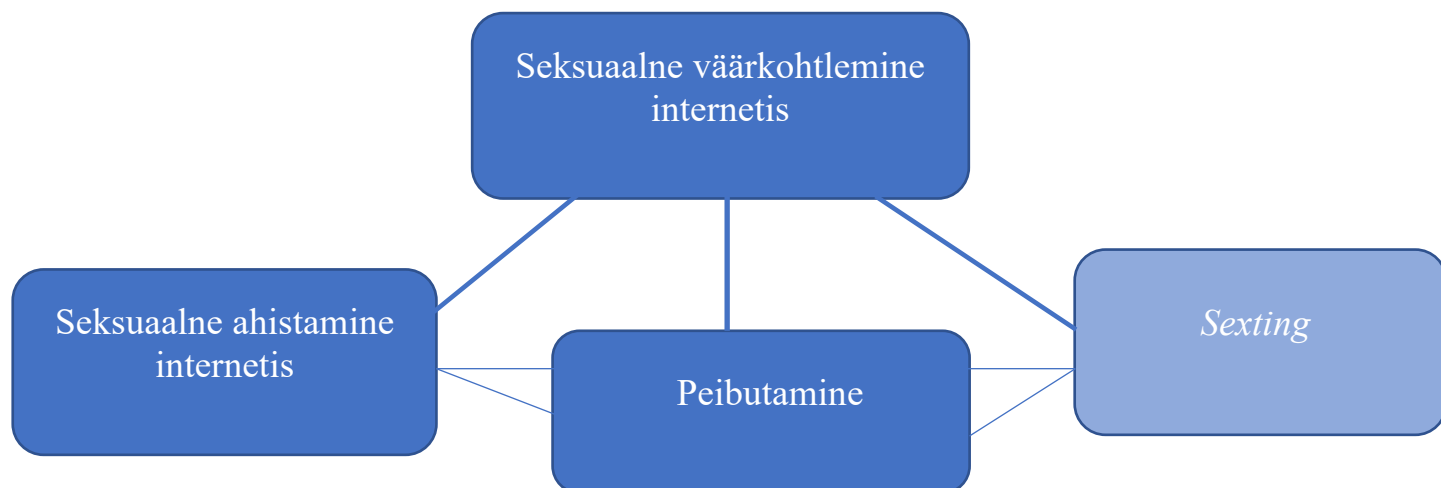 Seksuaalne väärkohtlemine
internetis
Seksuaalne ahistamine
internetis
Peibutamine
Sexting